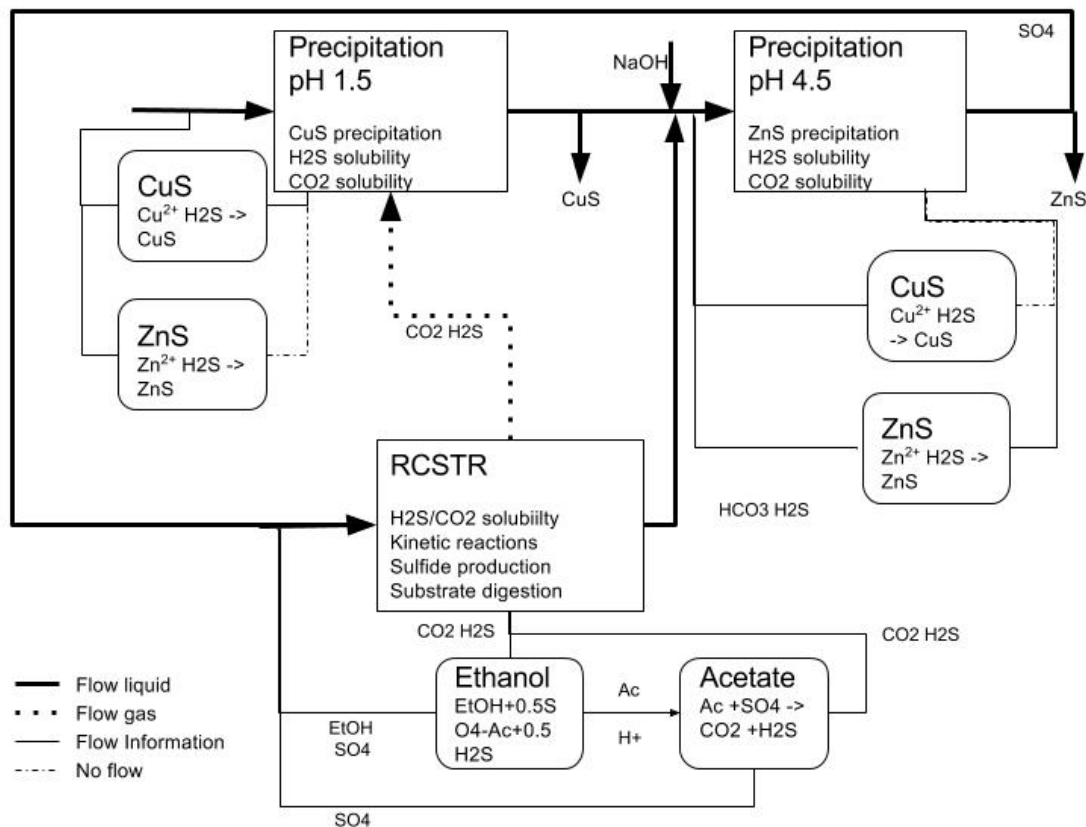 SO4
Precipitation
pH 1.5
CuS precipitation
H2S solubility
CO2 solubility
NaOH
Precipitation
pH 4.5
ZnS precipitation
H2S solubility
CO2 solubility
CuS
Cu²⁺ H2S ->
CuS
CuS
ZnS
ZnS
Zn²⁺ H2S ->
ZnS
CO2 H2S
CuS
Cu²⁺ H2S
-> CuS
ZnS
Zn²⁺ H2S ->
ZnS
RCSTR
H2S/CO2 solubiilty
Kinetic reactions
Sulfide production
Substrate digestion
HCO3 H2S
CO2 H2S
CO2 H2S
Ethanol
EtOH+0.5S
O4-Ac+0.5
H2S
Ac
H+
Acetate
Ac +SO4 ->
CO2 +H2S
EtOH
SO4
SO4
Flow liquid
Flow gas
Flow Information
No flow